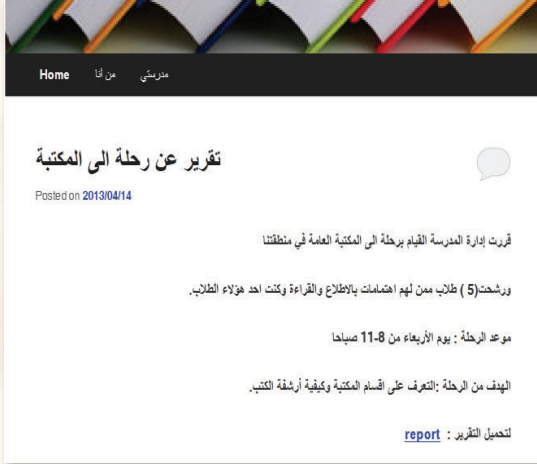 Home من أنا مدرستي
تقرير عن رحلة الى المكتبة
Posted on 2013/04/14
قررت إدارة المدرسة القيام برحلة الى المكتبة العامة في منطقتنا
ورشحت(5 ) طلاب ممن لهم اهتمامات بالاطلاع والقراءة وكنت احد هؤلاء الطلاب.
موعد الرحلة : يوم الأربعاء من 8-11 صباحا
الهدف من الرحلة :التعرف على اقسام المكتبة وكيفية أرشفة الكتب.
لتحميل التقرير : report